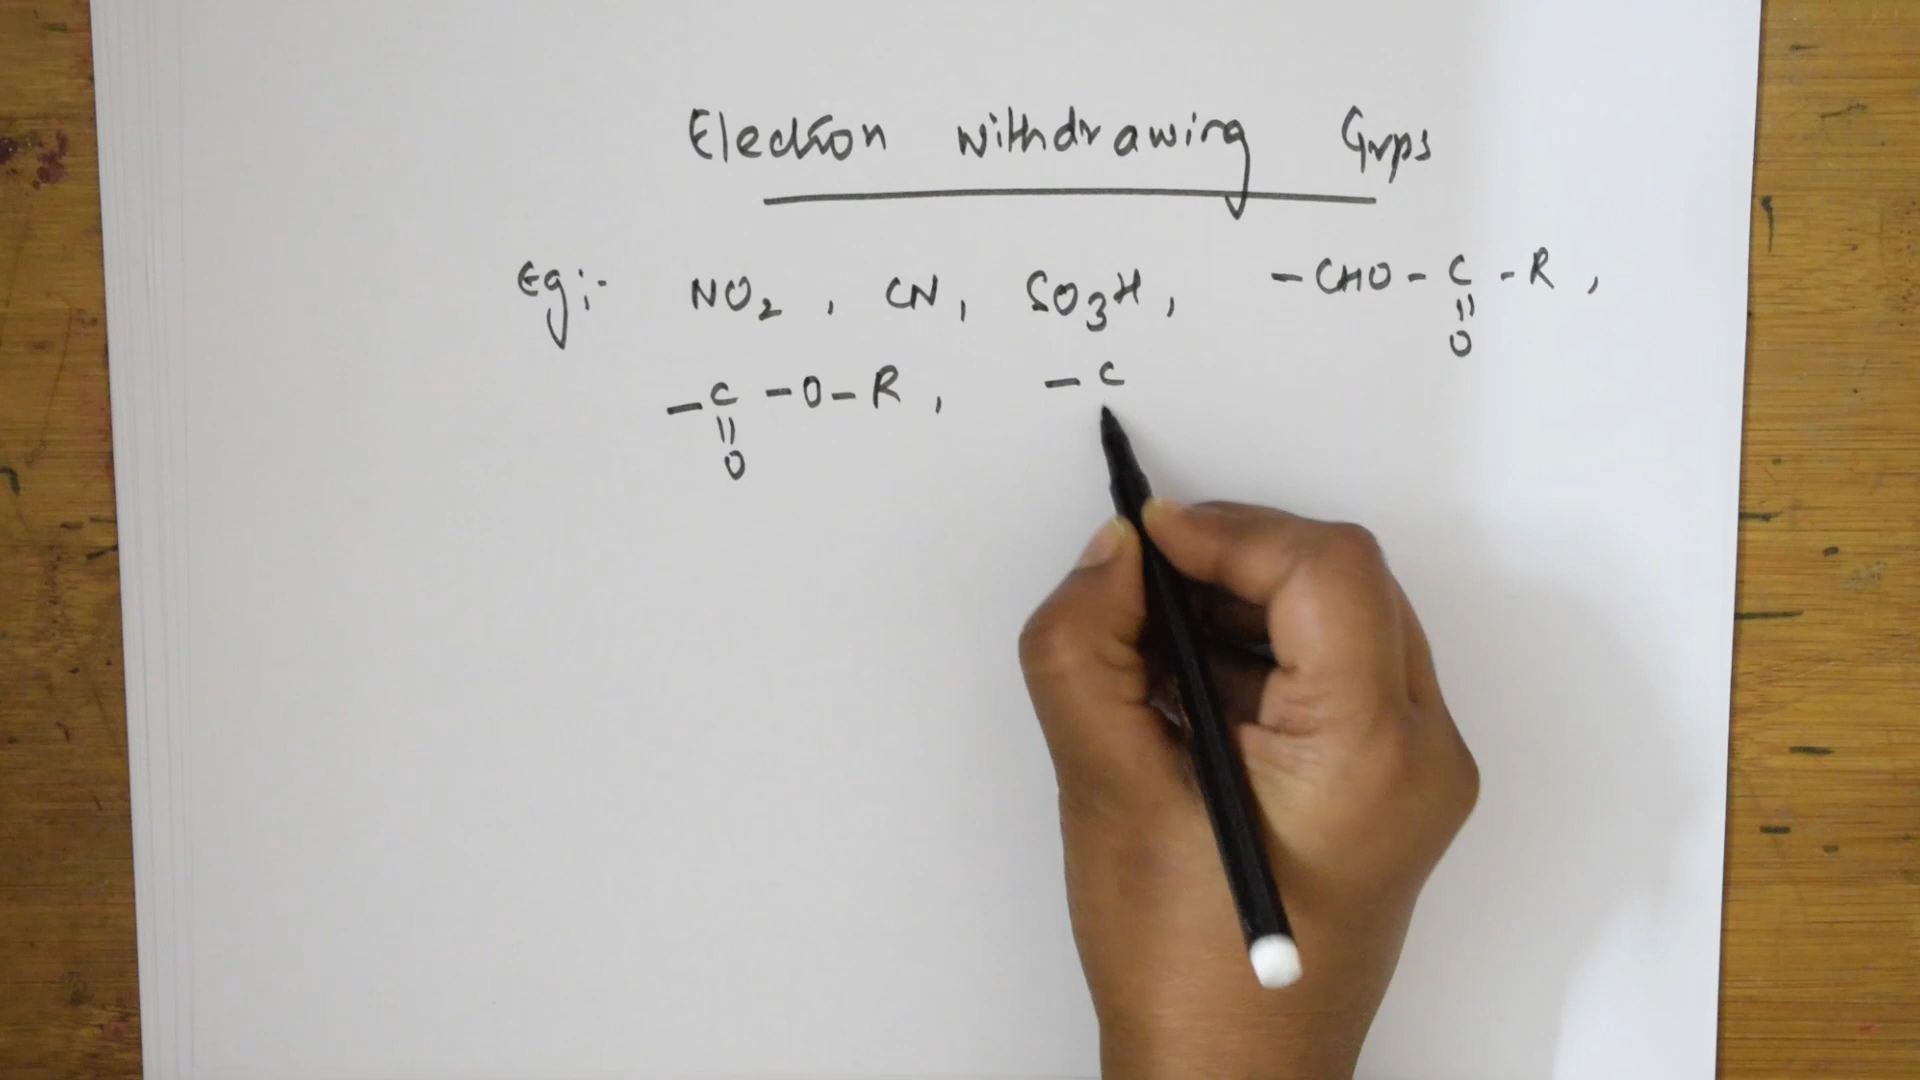 Electron withdrawing Grps
Eg:- NO2, CN, SO3H, -CHO - C - R,
||
O
- C - O - R, - C
||
O